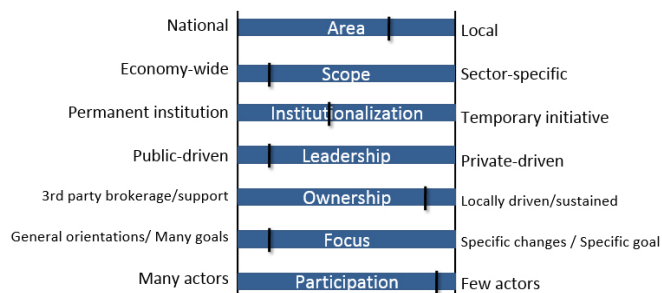 National Area Local
Economy-wide Scope Sector-specific
Permanent institution Institutionalization Temporary initiative
Public-driven Leadership Private-driven
3rd party brokerage/support Ownership Locally driven/sustained
General orientations/ Many goals Focus Specific changes / Specific goal
Many actors Participation Few actors